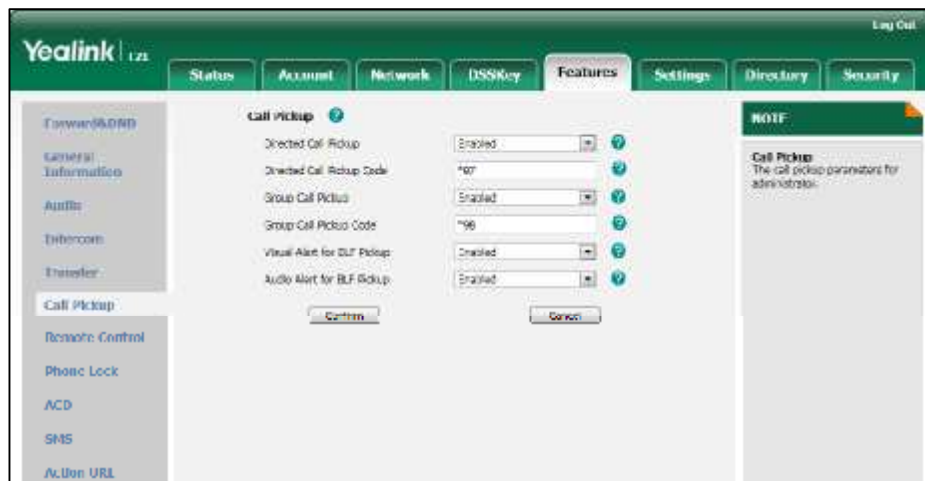 Log Out
Yealink
Status Account Network DSSKey Features Settings Directory Security
Forward&DND
General Information
Audio
Intercom
Transfer
Call Pickup
Remote Control
Phone Lock
ACD
SMS
Action URL
Call Pickup
Directed Call Pickup Enabled
Directed Call Pickup Code *97
Group Call Pickup Enabled
Group Call Pickup Code *98
Visual Alert for BLF Pickup Enabled
Audio Alert for BLF Pickup Enabled
Confirm Cancel
NOTE
Call Pickup
The call pickup parameters for
administrator.